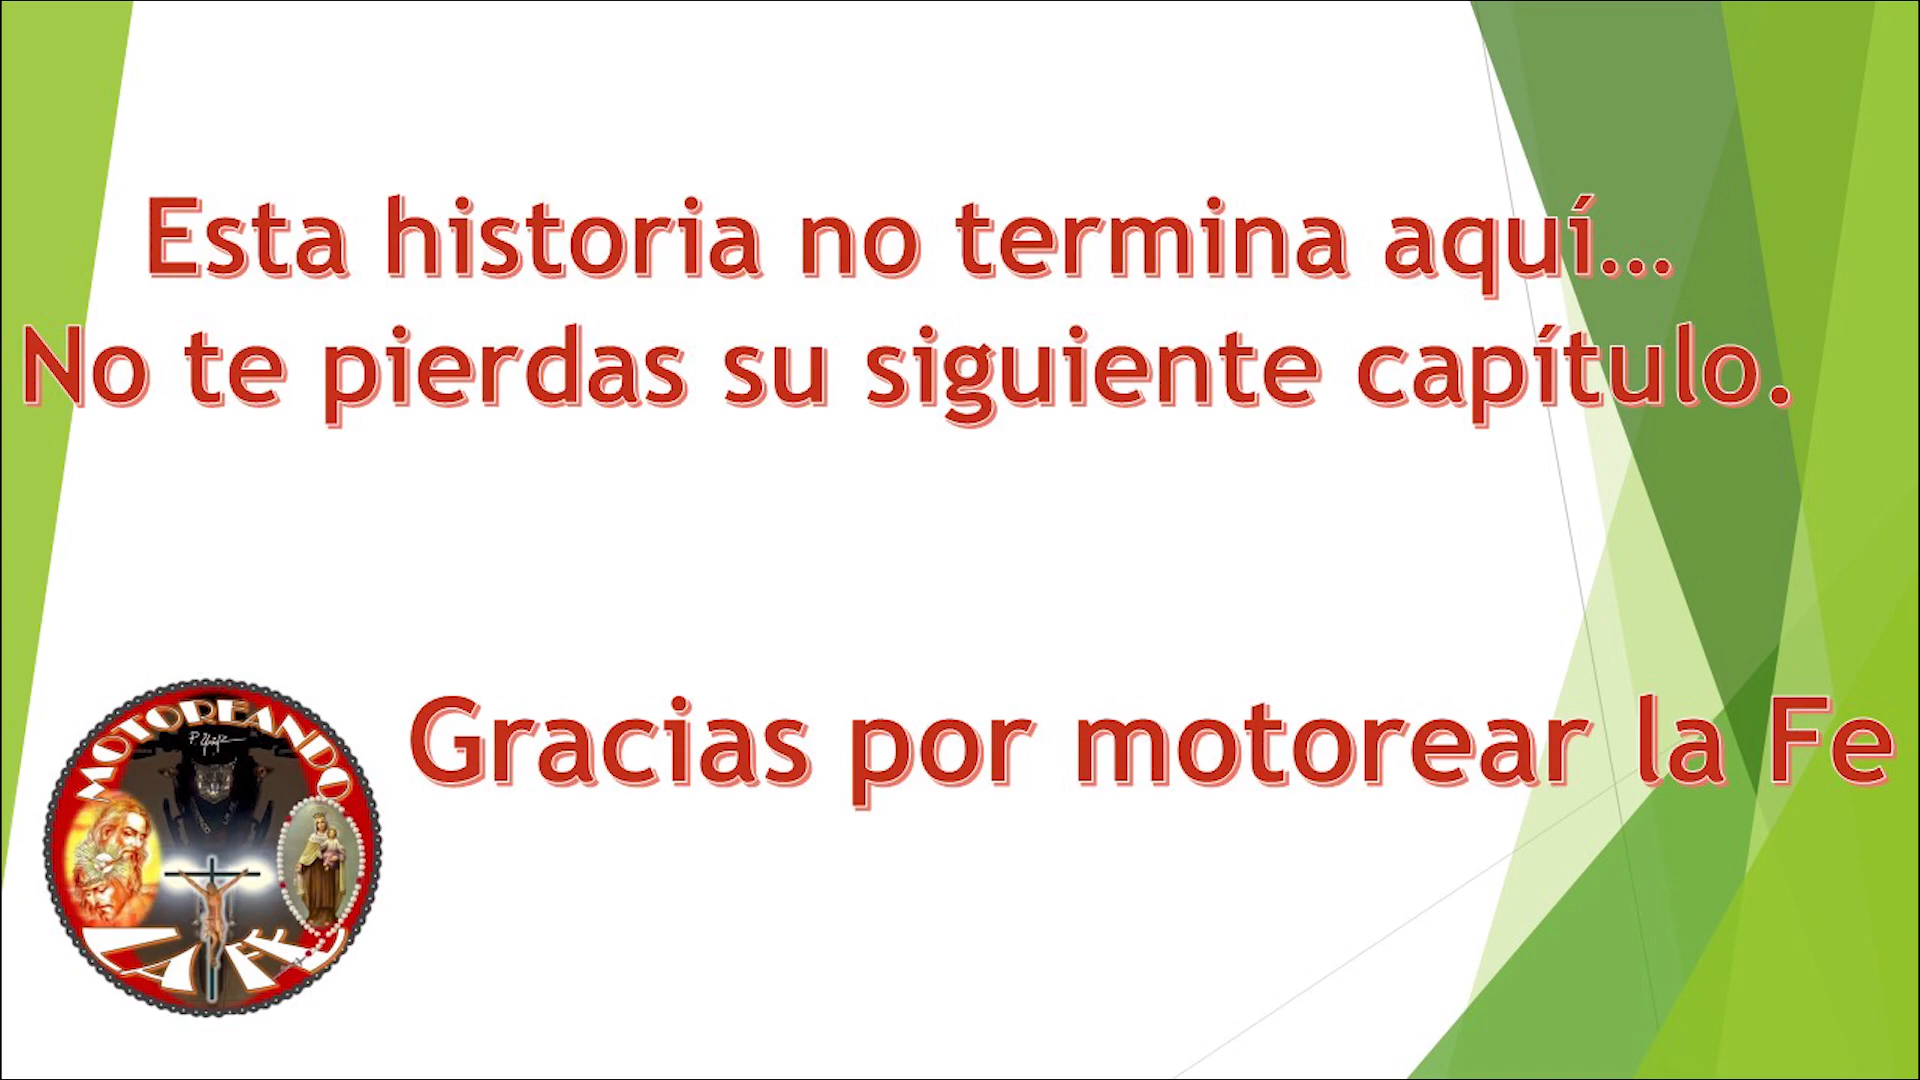 Esta historia no termina aquí...
No te pierdas su siguiente capítulo.
Gracias por motorear la Fe
MOTOREANDO
LA FE